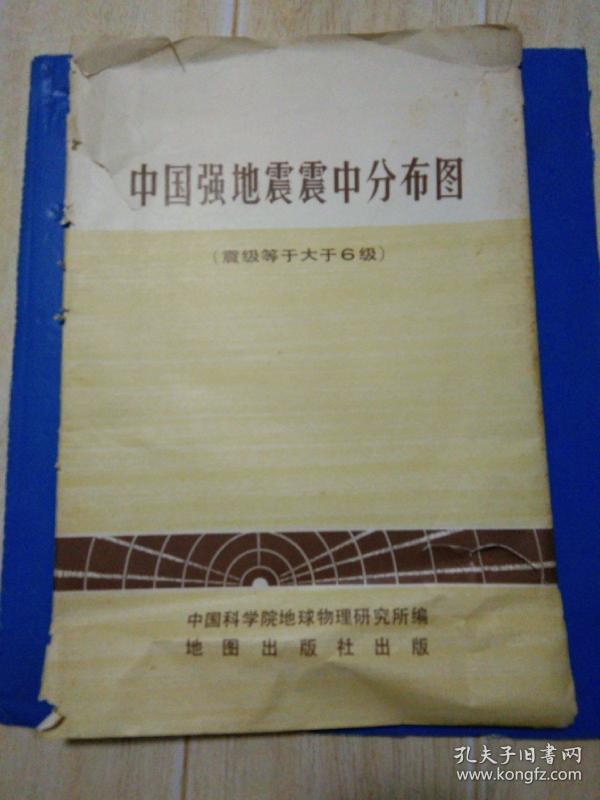 中国强地震震中分布图
（震级等于大于6级）
中国科学院地球物理研究所编
地图出版社出版
孔夫子旧書网
www.kongfz.com